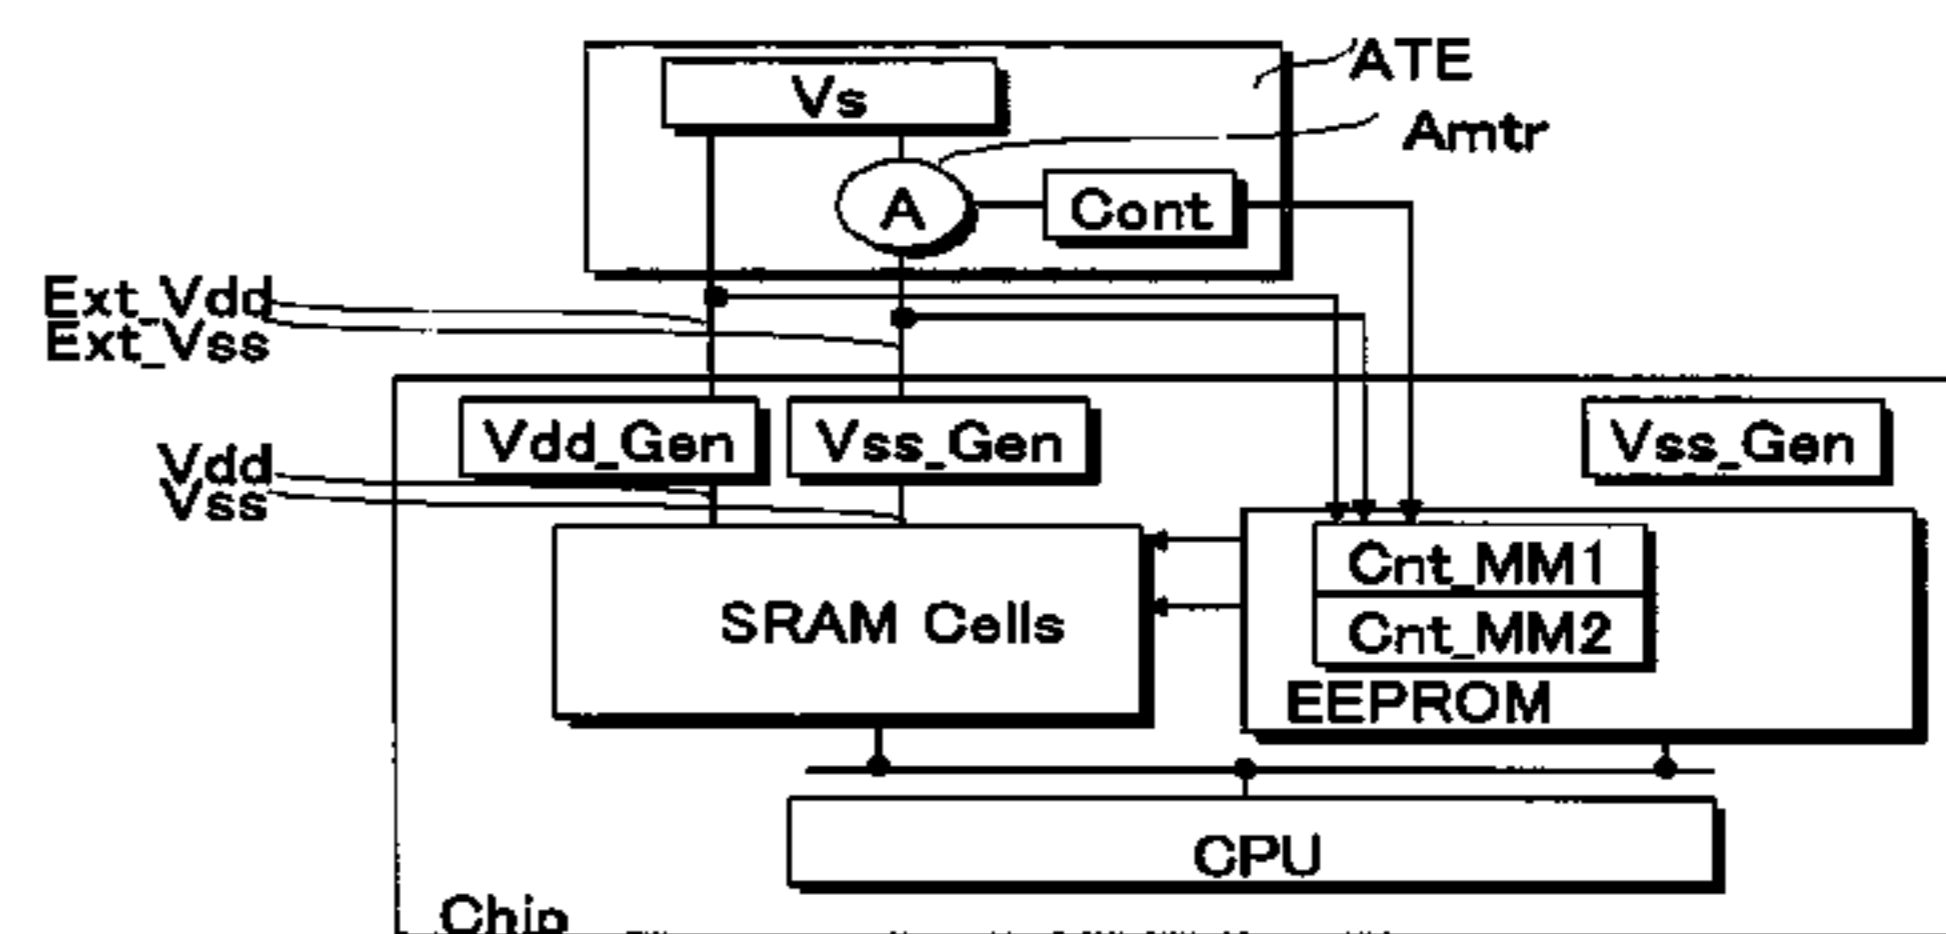 Vs
ATE
Amtr
A
Cont
Ext_Vdd
Ext_Vss
Vdd_Gen
Vss_Gen
Vss_Gen
Vdd
Vss
SRAM Cells
Cnt_MM1
Cnt_MM2
EEPROM
CPU
Chip